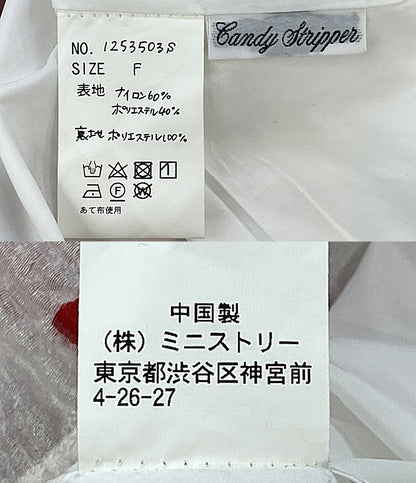 NO. 1253503S
SIZE F
表地 ナイロン60%
ポリエステル40%
裏地 ポリエステル100%
あて布使用
Candy Stripper
中国製
(株) ミニストリー
東京都渋谷区神宮前
4-26-27